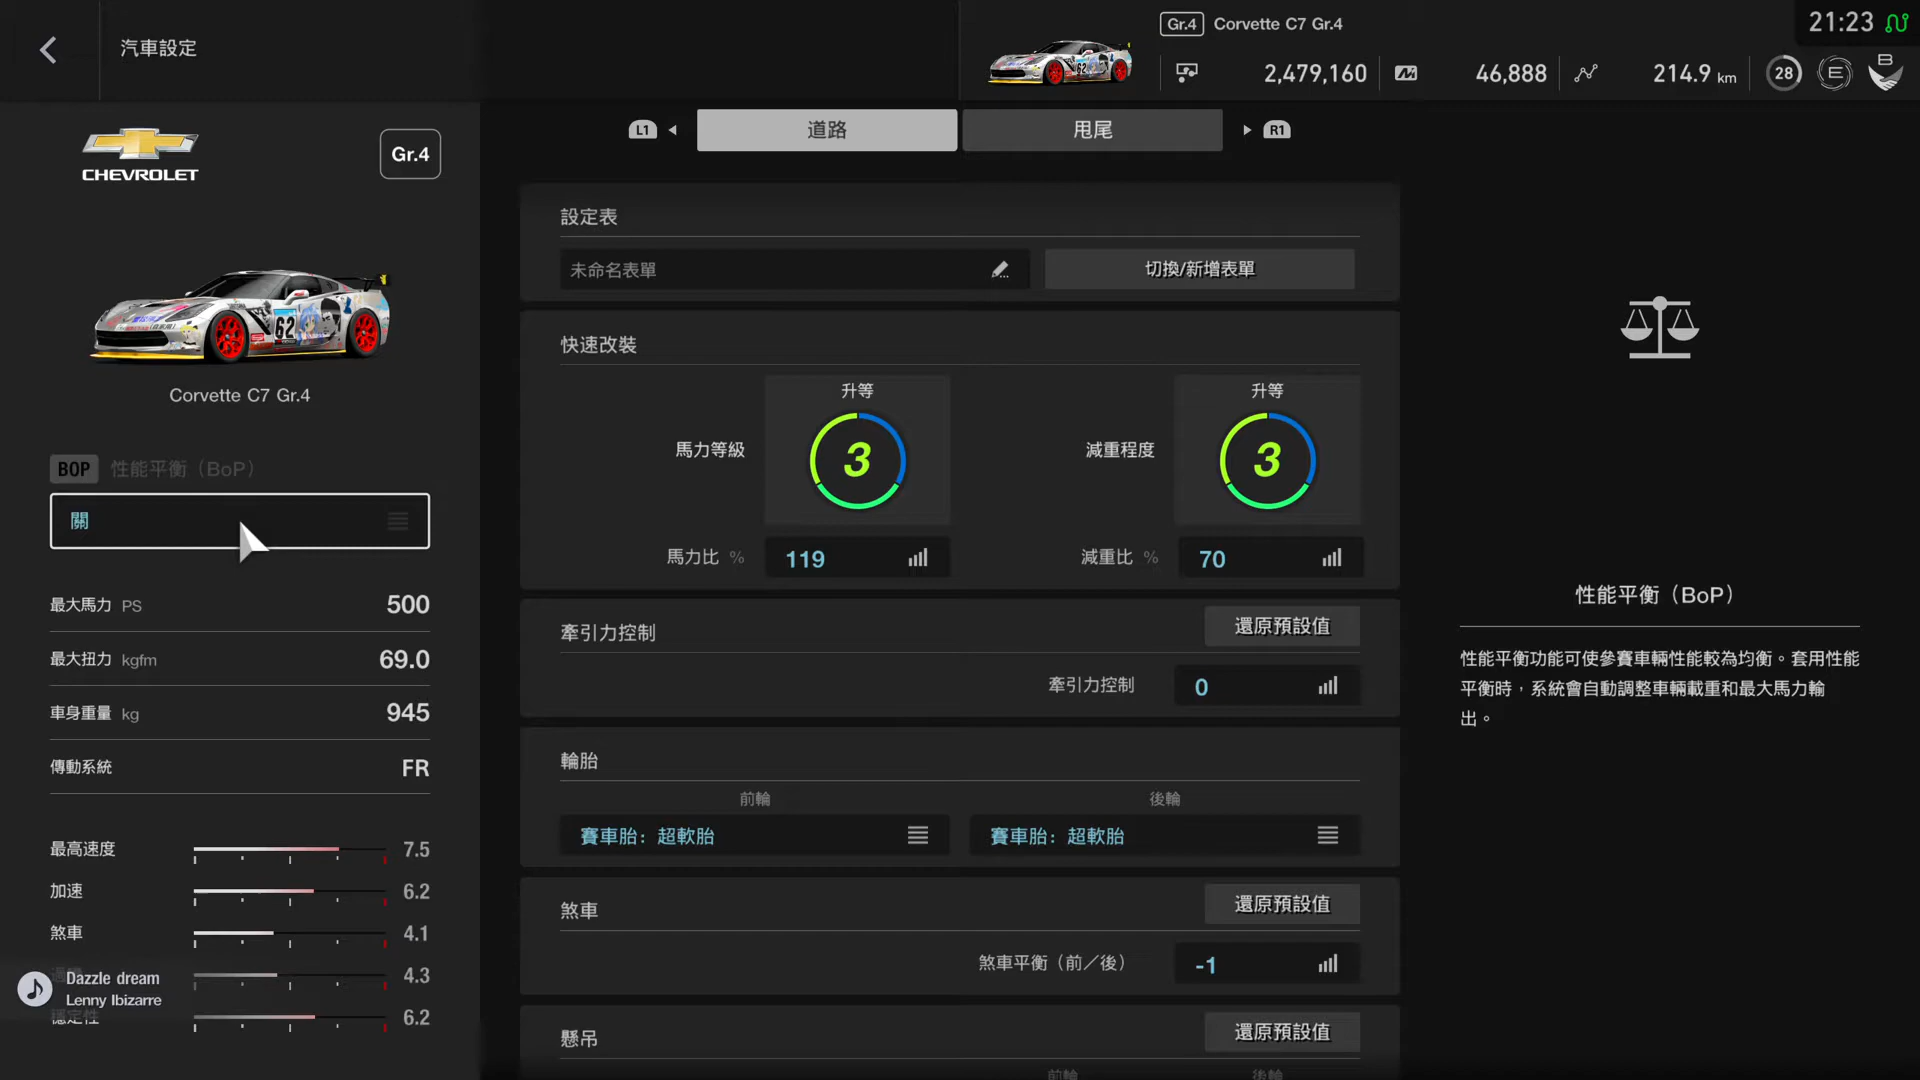 汽車設定
Gr.4 Corvette C7 Gr.4
2,479,160
46,888
214.9 km
28
E
B
21:23
CHEVROLET
Gr.4
62
Corvette C7 Gr.4
BOP 性能平衡（BoP）
關
最大馬力 PS 500
最大扭力 kgfm 69.0
車身重量 kg 945
傳動系統 FR
最高速度 7.5
加速 6.2
煞車 4.1
4.3
穩定性 6.2
Dazzle dream
Lenny Ibizarre
L1 道路 甩尾 R1
設定表
未命名表單 切換/新增表單
快速改裝
升等 升等
馬力等級 3 減重程度 3
馬力比 % 119 減重比 % 70
牽引力控制 還原預設值
牽引力控制 0
輪胎
前輪 後輪
賽車胎：超軟胎 賽車胎：超軟胎
煞車 還原預設值
煞車平衡（前／後） -1
懸吊 還原預設值
前輪 後輪
性能平衡（BoP）
性能平衡功能可使參賽車輛性能較為均衡。套用性能
平衡時，系統會自動調整車輛載重和最大馬力輸
出。